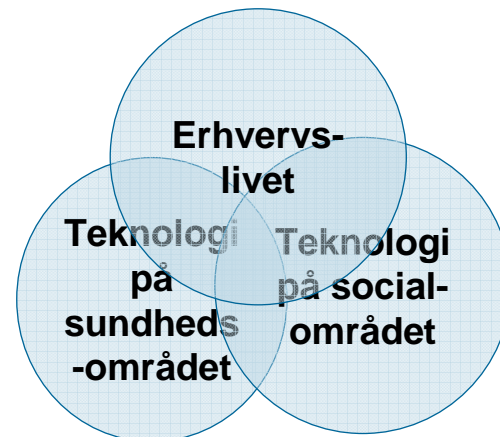 Erhvervs-
livet
Teknologi
på
sundheds
-området
Teknologi
på social-
området